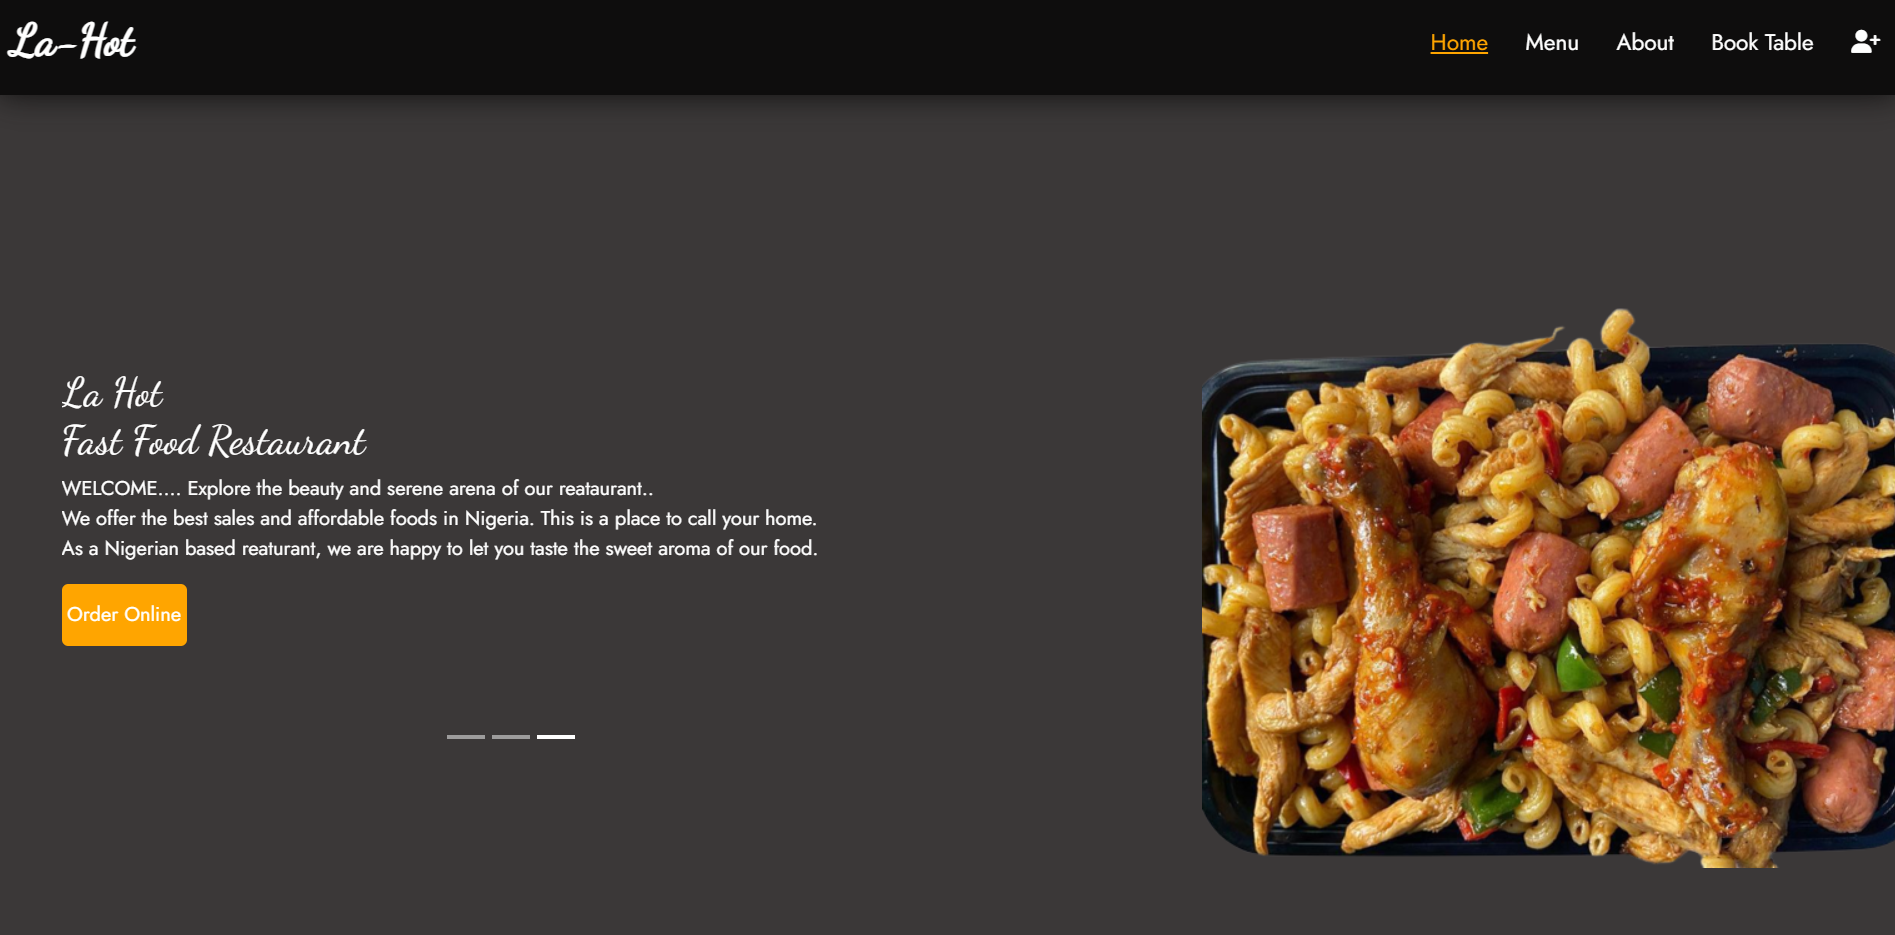 La-Hot
Home Menu About Book Table
La Hot
Fast Food Restaurant
WELCOME.... Explore the beauty and serene arena of our reataurant..
We offer the best sales and affordable foods in Nigeria. This is a place to call your home.
As a Nigerian based reaturant, we are happy to let you taste the sweet aroma of our food.
Order Online